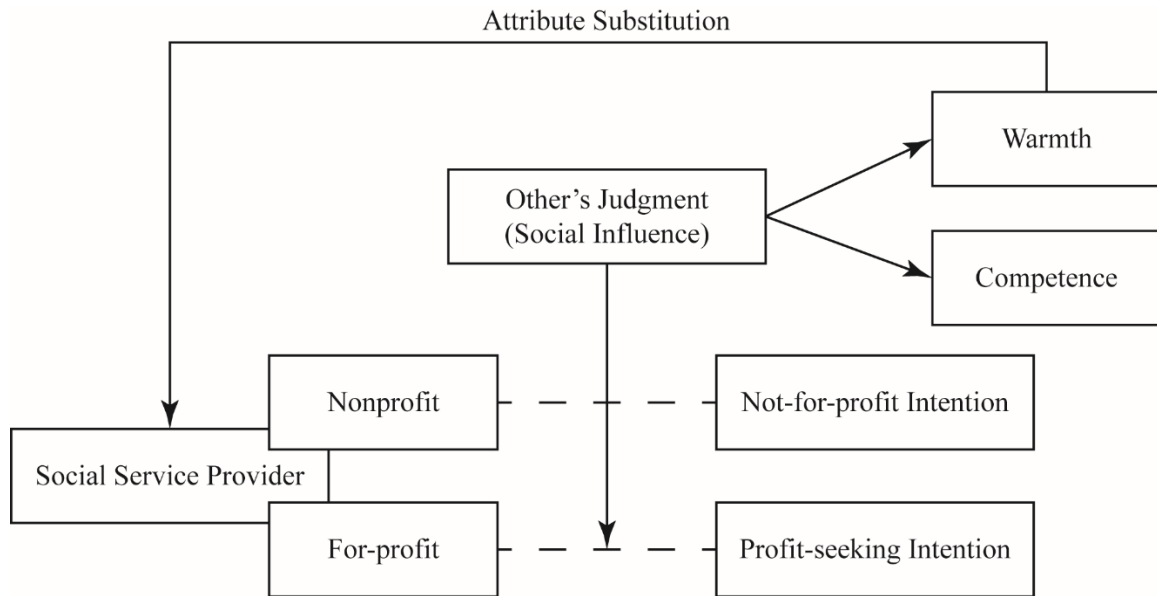 Attribute Substitution
Warmth
Other’s Judgment
(Social Influence)
Competence
Nonprofit
Not-for-profit Intention
Social Service Provider
For-profit
Profit-seeking Intention